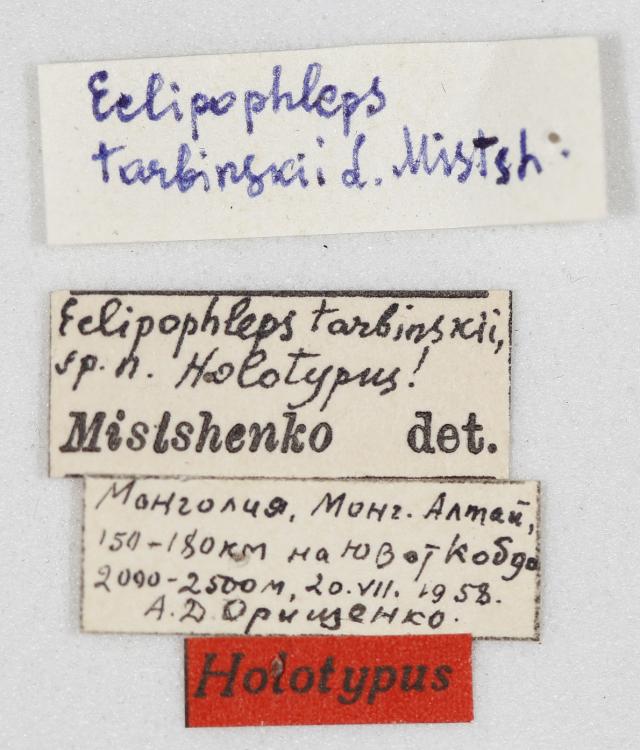 Eclipophleps
tarbinskii L. Mistsh.
Eclipophleps tarbinskii,
sp. n. Holotypus!
Mistshenko det.
Монголия, Монг. Алтай,
150-180км на ЮВ от Кобдо
2000-2500м, 20.VII.1958.
А.Д Орищенко.
Holotypus